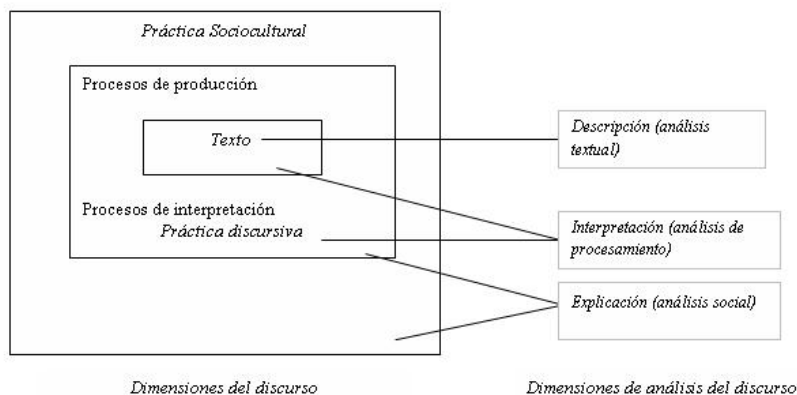 Práctica Sociocultural
Procesos de producción
Texto
Descripción (análisis
textual)
Procesos de interpretación
Práctica discursiva
Interpretación (análisis de
procesamiento)
Explicación (análisis social)
Dimensiones del discurso
Dimensiones de análisis del discurso